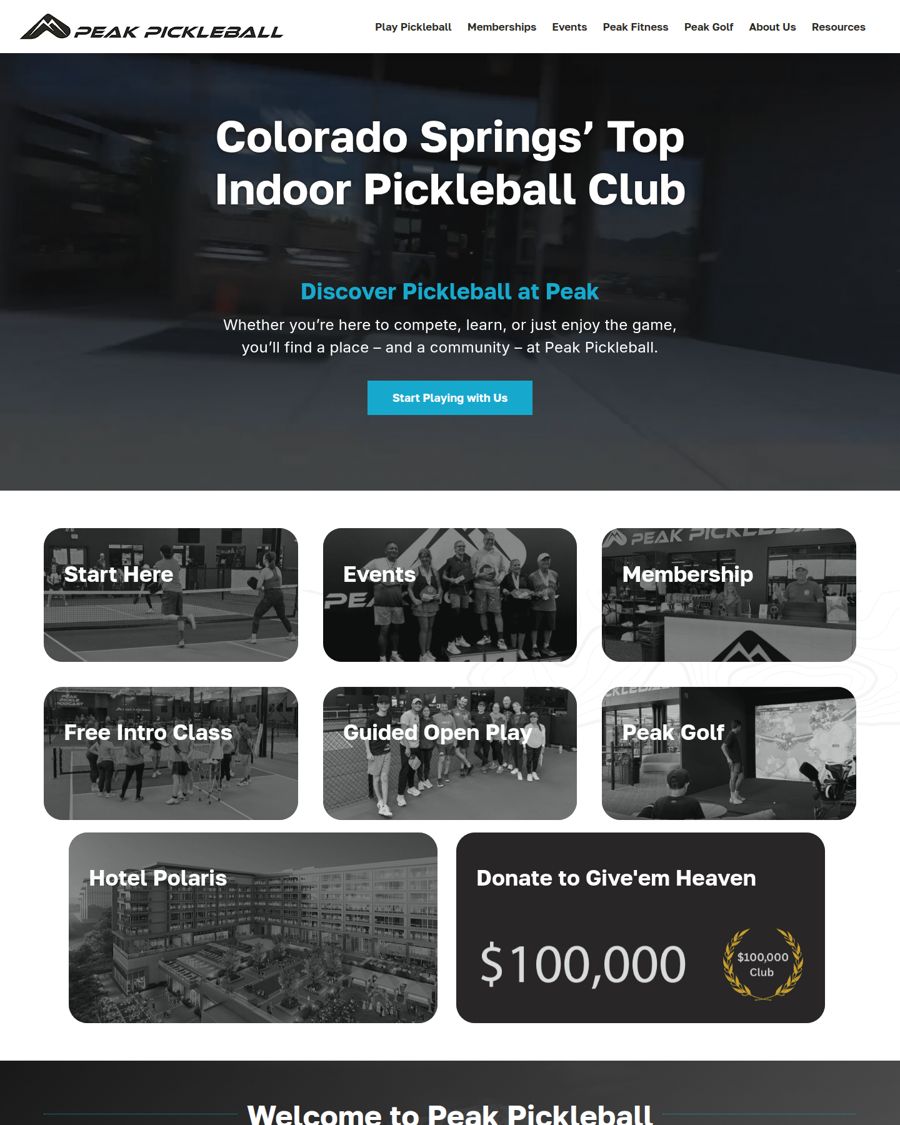 PEAK PICKLEBALL
Play Pickleball
Memberships
Events
Peak Fitness
Peak Golf
About Us
Resources
Colorado Springs’ Top
Indoor Pickleball Club
Discover Pickleball at Peak
Whether you’re here to compete, learn, or just enjoy the game,
you’ll find a place – and a community – at Peak Pickleball.
Start Playing with Us
Start Here
Events
Membership
PEAK PICKLEBALL
Free Intro Class
Guided Open Play
Peak Golf
Hotel Polaris
Donate to Give'em Heaven
$100,000
$100,000
Club
Welcome to Peak Pickleball